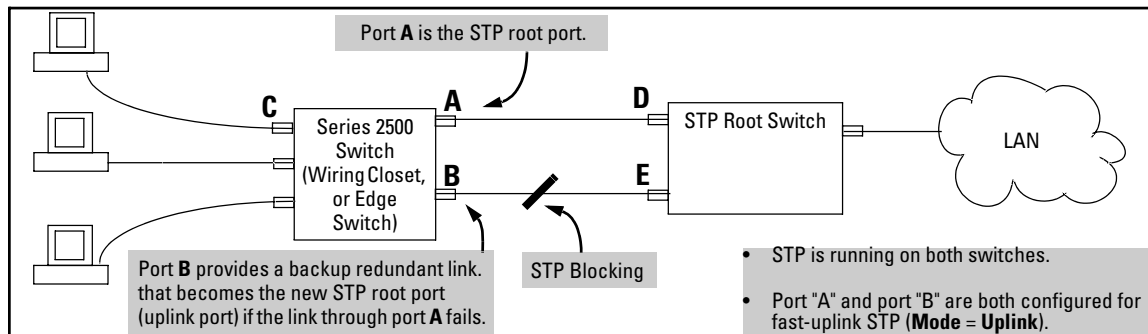 Port A is the STP root port.
C
A
D
Series 2500
Switch
(Wiring Closet,
or Edge
Switch)
STP Root Switch
LAN
B
E
Port B provides a backup redundant link.
that becomes the new STP root port
(uplink port) if the link through port A fails.
STP Blocking
• STP is running on both switches.
• Port "A" and port "B" are both configured for
fast-uplink STP (Mode = Uplink).